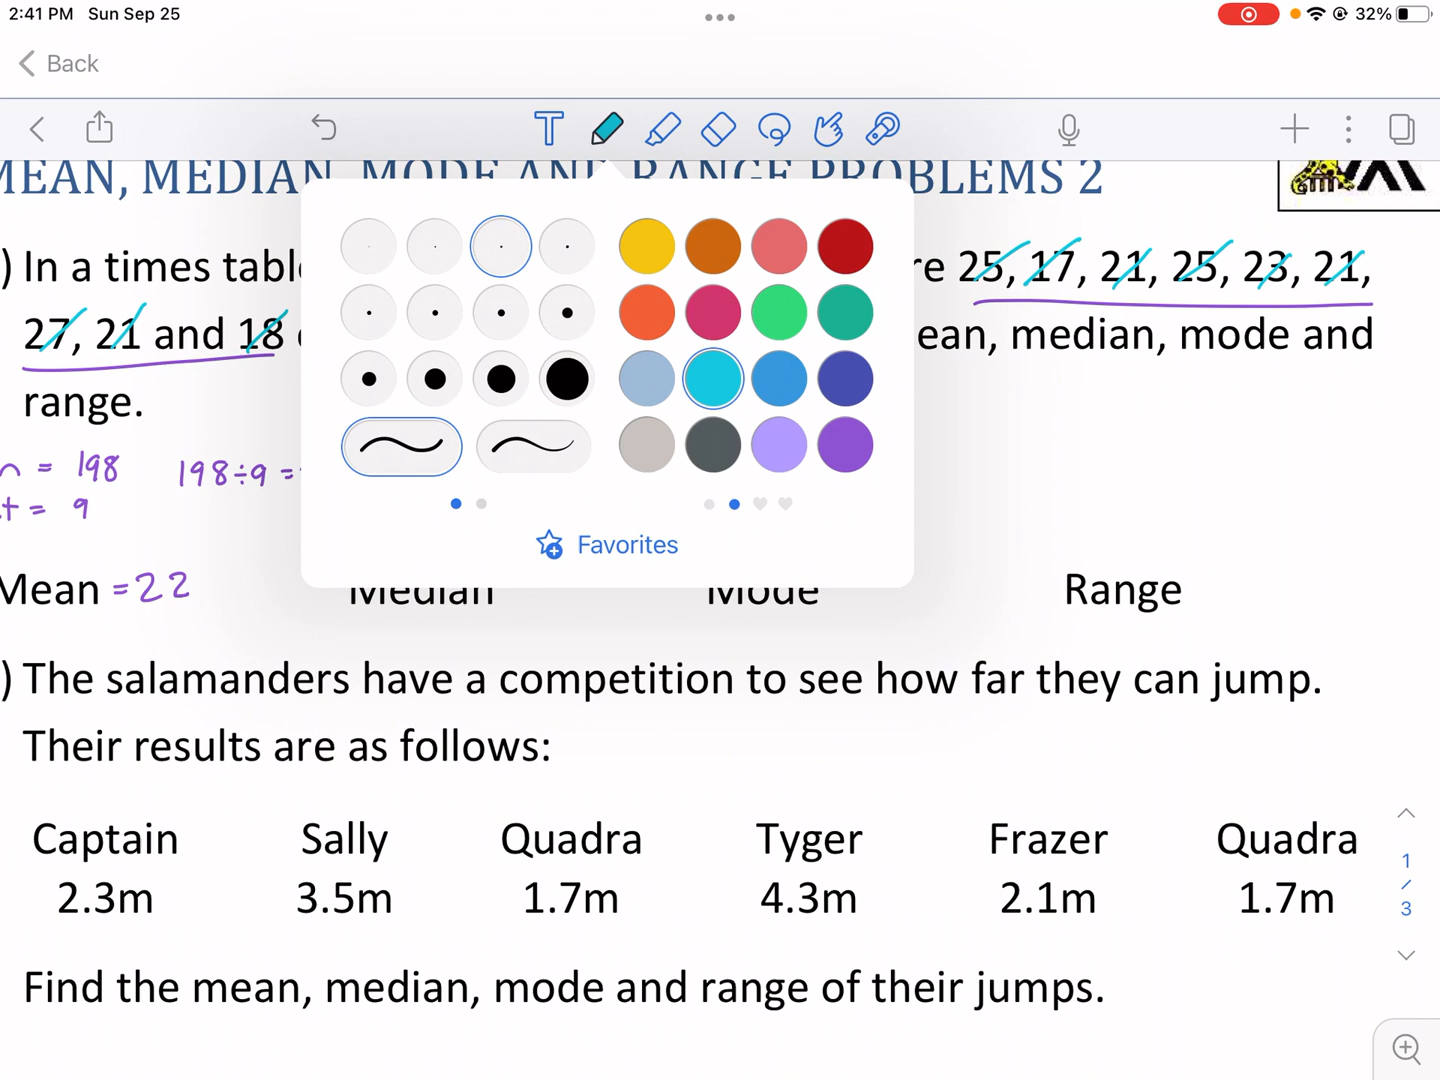 2:41 PM Sun Sep 25 32%
Back
MEAN, MEDIAN, MODE AND RANGE PROBLEMS 2
) In a times table re 25, 17, 21, 25, 23, 21,
27, 21 and 18 ean, median, mode and
range.
n = 198 198÷9 =
t = 9
Mean = 22 Median Mode Range
Favorites
) The salamanders have a competition to see how far they can jump.
Their results are as follows:
Captain Sally Quadra Tyger Frazer Quadra
2.3m 3.5m 1.7m 4.3m 2.1m 1.7m
1
/
3
Find the mean, median, mode and range of their jumps.